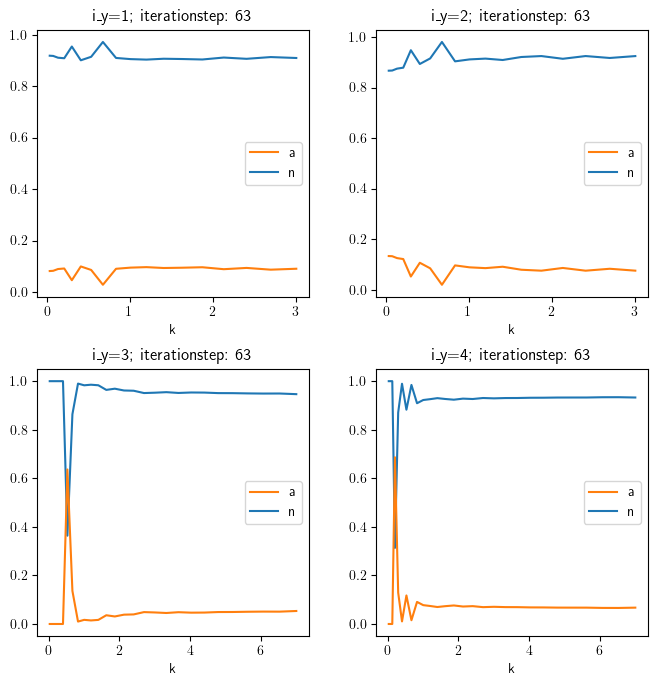 i_y=1; iterationstep: 63
1.0
0.8
0.6
0.4
0.2
0.0
a
n
0 1 2 3
k
i_y=2; iterationstep: 63
1.0
0.8
0.6
0.4
0.2
0.0
a
n
0 1 2 3
k
i_y=3; iterationstep: 63
1.0
0.8
0.6
0.4
0.2
0.0
a
n
0 2 4 6
k
i_y=4; iterationstep: 63
1.0
0.8
0.6
0.4
0.2
0.0
a
n
0 2 4 6
k